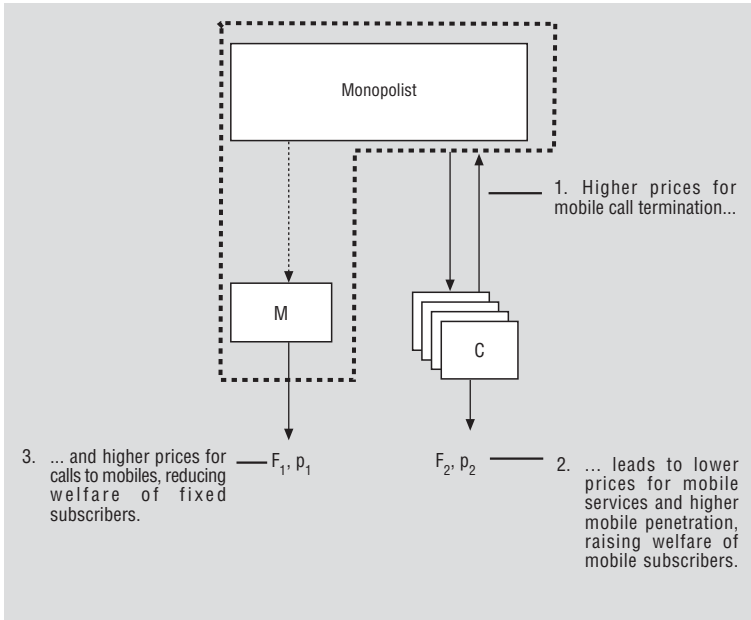 Monopolist
1. Higher prices for
mobile call termination...
M
C
3. ... and higher prices for
calls to mobiles, reducing
welfare of fixed
subscribers.
F₁, p₁
F₂, p₂
2. ... leads to lower
prices for mobile
services and higher
mobile penetration,
raising welfare of
mobile subscribers.